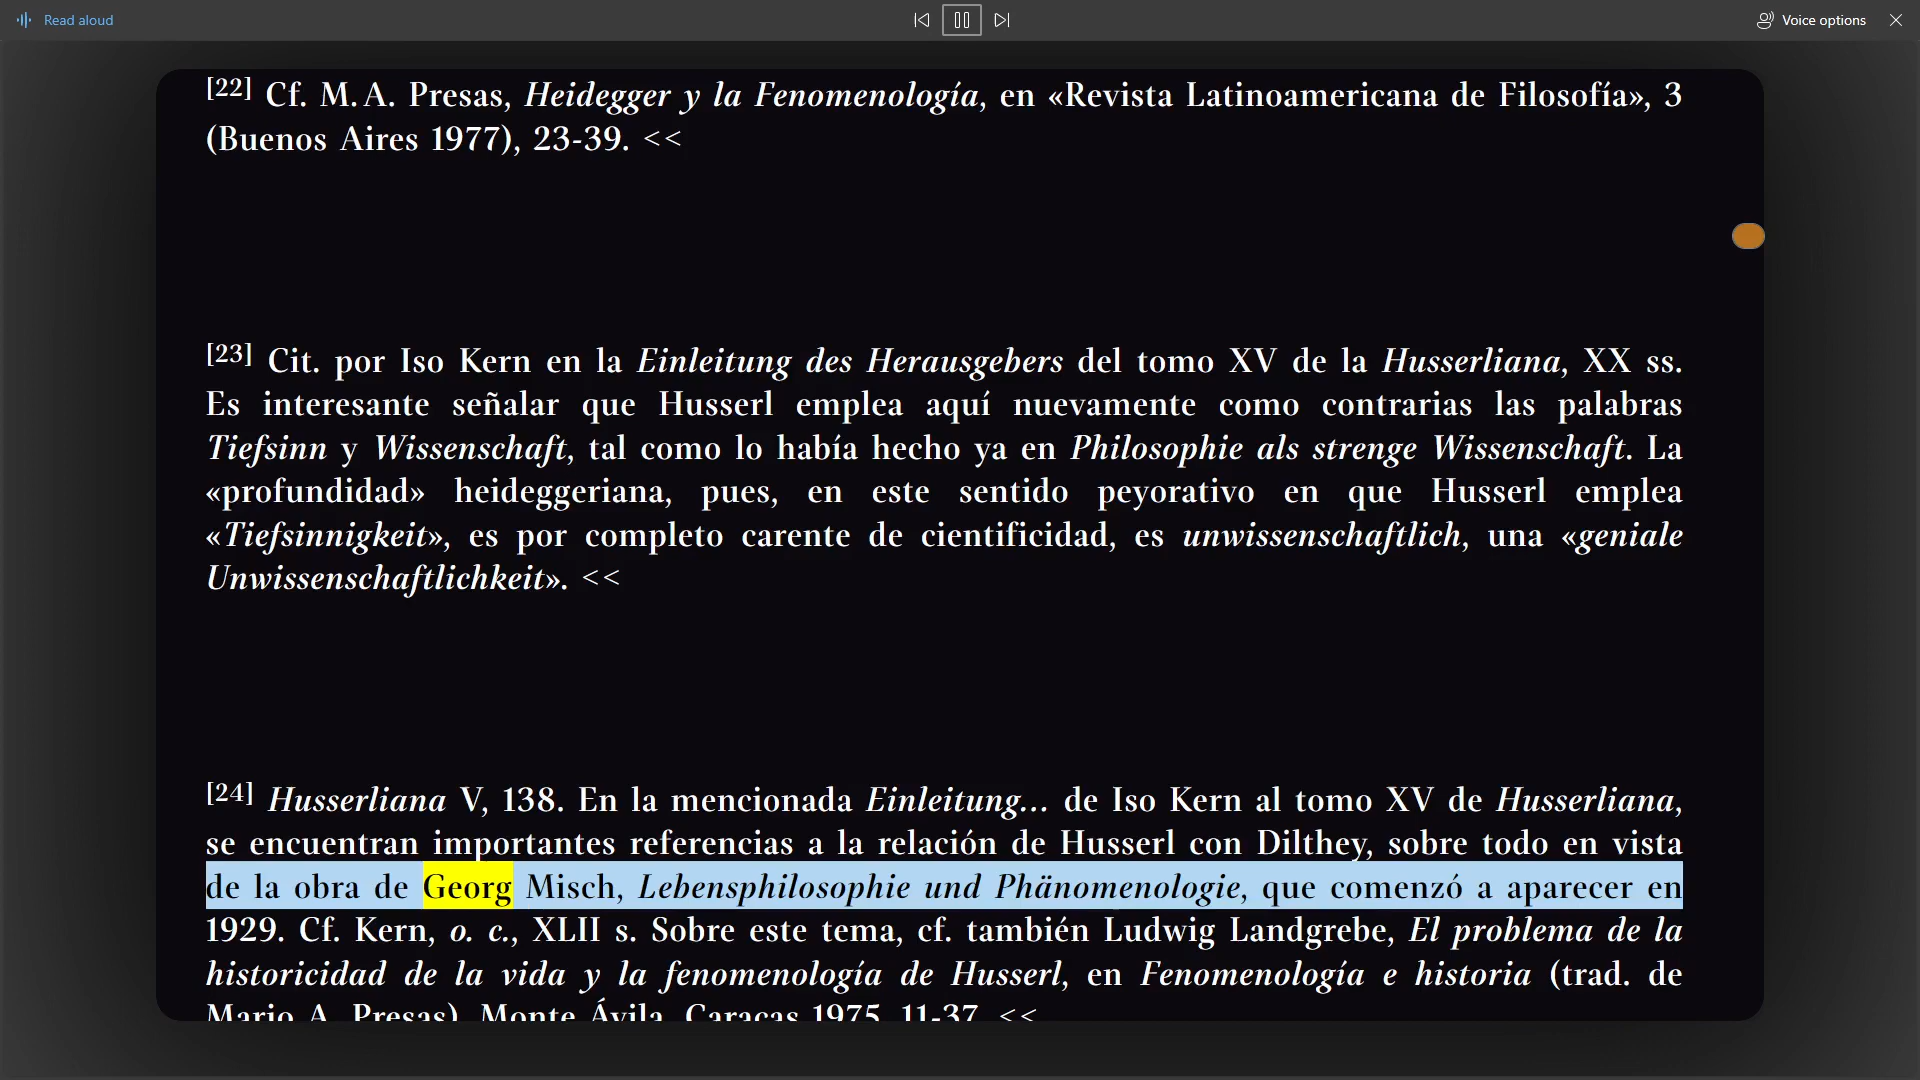 Read aloud
Voice options
[22] Cf. M. A. Presas, Heidegger y la Fenomenología, en «Revista Latinoamericana de Filosofía», 3
(Buenos Aires 1977), 23-39. <<
[23] Cit. por Iso Kern en la Einleitung des Herausgebers del tomo XV de la Husserliana, XX ss.
Es interesante señalar que Husserl emplea aquí nuevamente como contrarias las palabras
Tiefsinn y Wissenschaft, tal como lo había hecho ya en Philosophie als strenge Wissenschaft. La
«profundidad» heideggeriana, pues, en este sentido peyorativo en que Husserl emplea
«Tiefsinnigkeit», es por completo carente de cientificidad, es unwissenschaftlich, una «geniale
Unwissenschaftlichkeit». <<
[24] Husserliana V, 138. En la mencionada Einleitung... de Iso Kern al tomo XV de Husserliana,
se encuentran importantes referencias a la relación de Husserl con Dilthey, sobre todo en vista
de la obra de Georg Misch, Lebensphilosophie und Phänomenologie, que comenzó a aparecer en
1929. Cf. Kern, o. c., XLII s. Sobre este tema, cf. también Ludwig Landgrebe, El problema de la
historicidad de la vida y la fenomenología de Husserl, en Fenomenología e historia (trad. de
Mario A. Presas), Monte Ávila, Caracas 1975, 11-37. <<